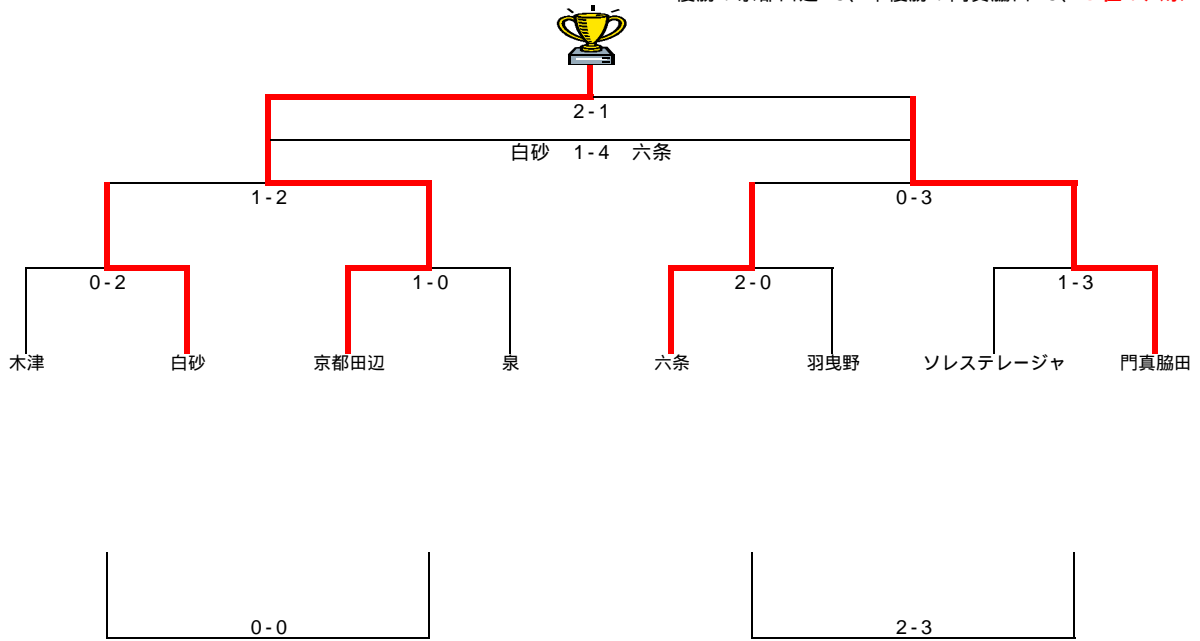 2-1
白砂 1-4 六条
1-2
0-3
0-2
1-0
2-0
1-3
木津
白砂
京都田辺
泉
六条
羽曳野
ソレステレージャ
門真脇田
0-0
2-3